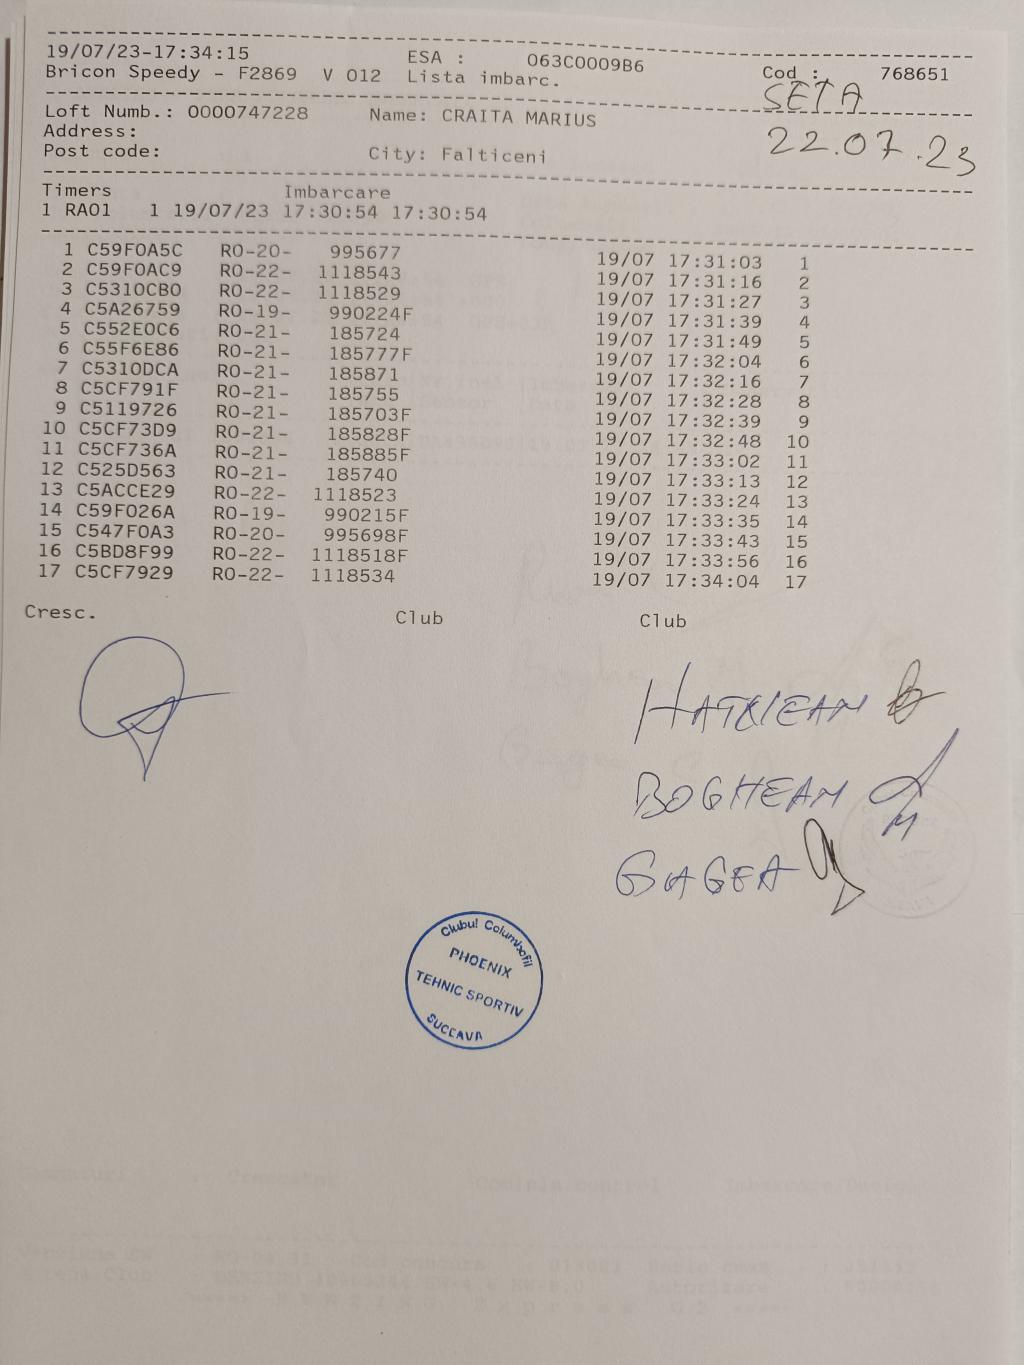 19/07/23-17:34:15 ESA : 063C0009B6
Bricon Speedy - F2869 V 012 Lista imbarc. Cod : 768651
SETA
Loft Numb.: 0000747228 Name: CRAITA MARIUS
Address:
22.07.23
Post code: City: Falticeni
Timers Imbarcare
1 RA01 1 19/07/23 17:30:54 17:30:54
1 C59F0A5C RO-20- 995677 19/07 17:31:03 1
2 C59F0AC9 RO-22- 1118543 19/07 17:31:16 2
3 C5310CB0 RO-22- 1118529 19/07 17:31:27 3
4 C5A26759 RO-19- 990224F 19/07 17:31:39 4
5 C552E0C6 RO-21- 185724 19/07 17:31:49 5
6 C55F6E86 RO-21- 185777F 19/07 17:32:04 6
7 C5310DCA RO-21- 185871 19/07 17:32:16 7
8 C5CF791F RO-21- 185755 19/07 17:32:28 8
9 C5119726 RO-21- 185703F 19/07 17:32:39 9
10 C5CF73D9 RO-21- 185828F 19/07 17:32:48 10
11 C5CF736A RO-21- 185885F 19/07 17:33:02 11
12 C525D563 RO-21- 185740 19/07 17:33:13 12
13 C5ACCE29 RO-22- 1118523 19/07 17:33:24 13
14 C59F026A RO-19- 990215F 19/07 17:33:35 14
15 C547F0A3 RO-20- 995698F 19/07 17:33:43 15
16 C5BD8F99 RO-22- 1118518F 19/07 17:33:56 16
17 C5CF7929 RO-22- 1118534 19/07 17:34:04 17
Cresc. Club Club
BOGHEAN
GAGEA
Clubul Columbofil
PHOENIX
TEHNIC SPORTIV
SUCEAVA